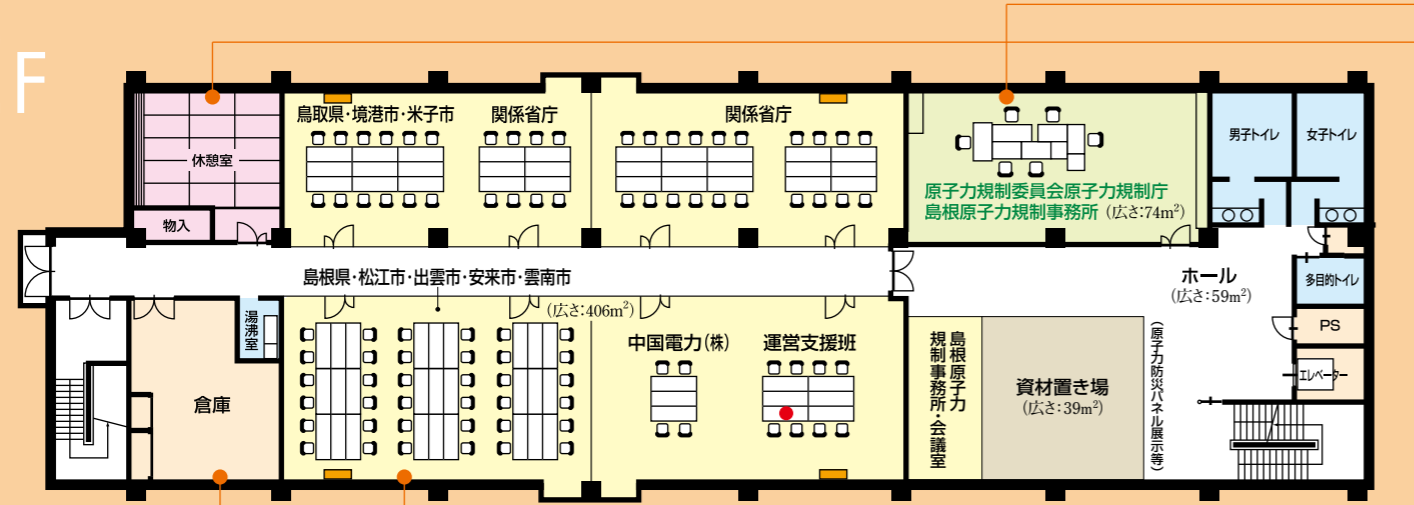 F
鳥取県・境港市・米子市
関係省庁
関係省庁
休憩室
物入
原子力規制委員会原子力規制庁
島根原子力規制事務所 (広さ:74m²)
男子トイレ
女子トイレ
島根県・松江市・出雲市・安来市・雲南市
(広さ:406m²)
ホール
(広さ:59m²)
多目的トイレ
湯沸室
倉庫
中国電力(株)
運営支援班
島根原子力
規制事務所・会議室
資材置き場
(広さ:39m²)
(原子力防災パネル展示等)
PS
エレベーター